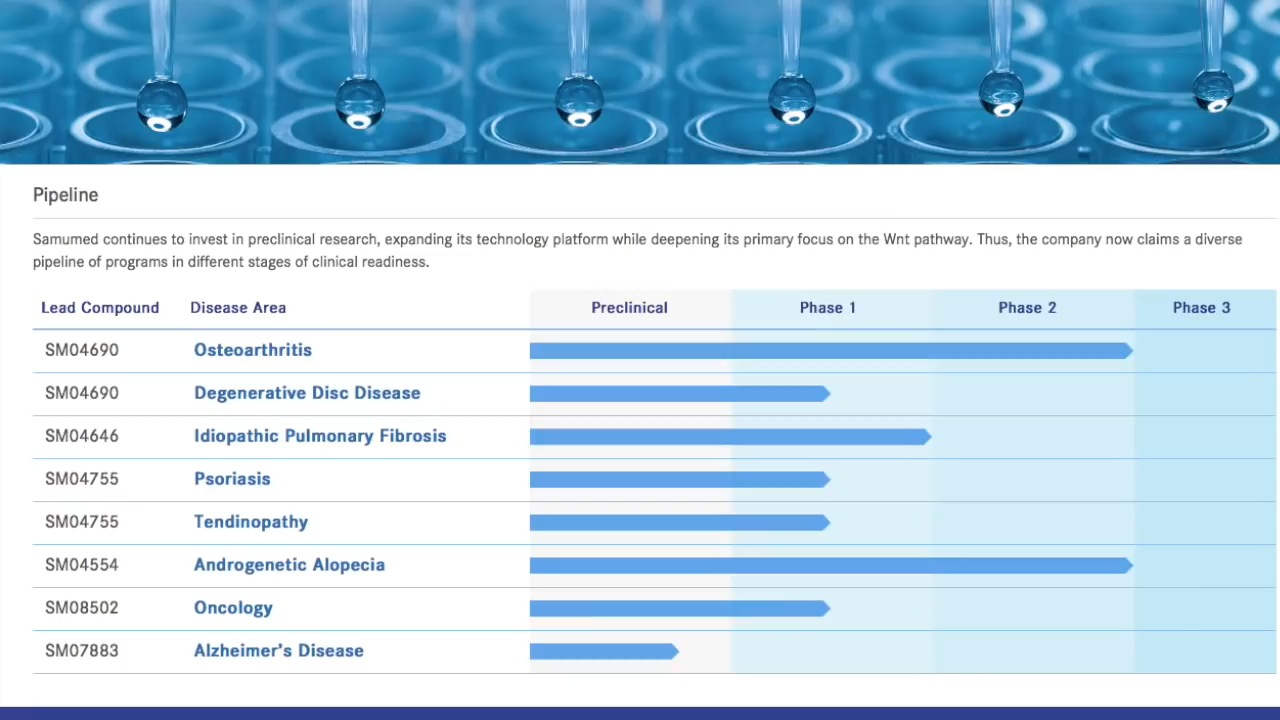 Pipeline
Samumed continues to invest in preclinical research, expanding its technology platform while deepening its primary focus on the Wnt pathway. Thus, the company now claims a diverse
pipeline of programs in different stages of clinical readiness.
Lead Compound Disease Area Preclinical Phase 1 Phase 2 Phase 3
SM04690 Osteoarthritis
SM04690 Degenerative Disc Disease
SM04646 Idiopathic Pulmonary Fibrosis
SM04755 Psoriasis
SM04755 Tendinopathy
SM04554 Androgenetic Alopecia
SM08502 Oncology
SM07883 Alzheimer's Disease